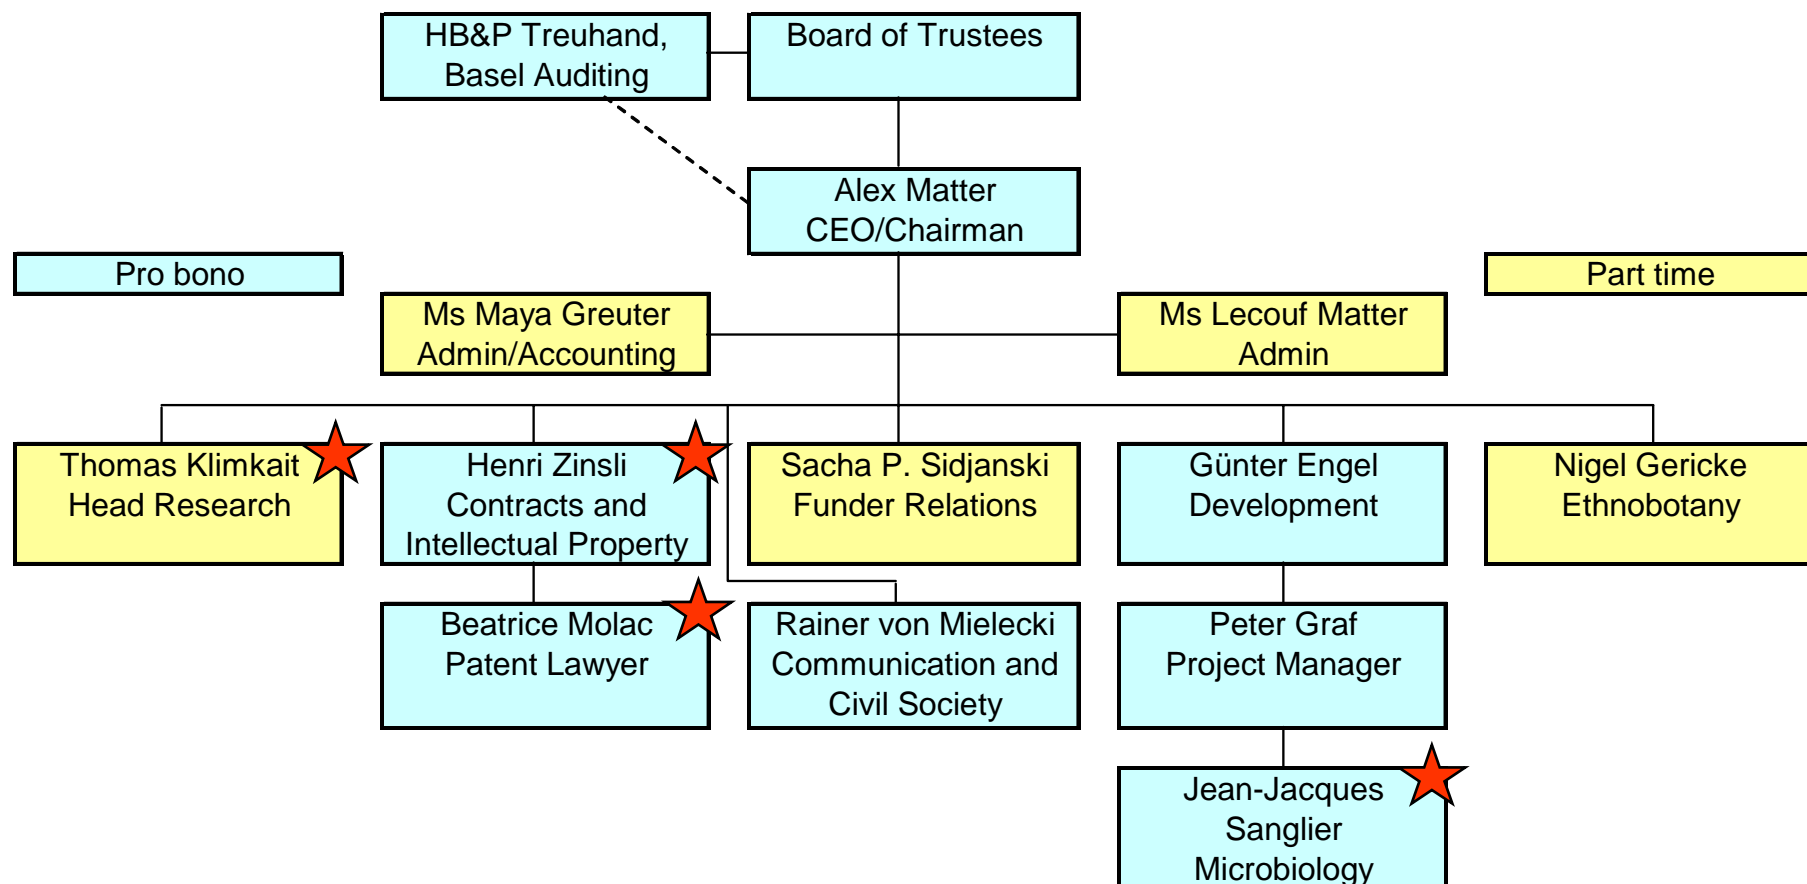 HB&P Treuhand,
Basel Auditing
Board of Trustees
Alex Matter
CEO/Chairman
Pro bono
Part time
Ms Maya Greuter
Admin/Accounting
Ms Lecouf Matter
Admin
Thomas Klimkait
Head Research
Henri Zinsli
Contracts and
Intellectual Property
Sacha P. Sidjanski
Funder Relations
Günter Engel
Development
Nigel Gericke
Ethnobotany
Beatrice Molac
Patent Lawyer
Rainer von Mielecki
Communication and
Civil Society
Peter Graf
Project Manager
Jean-Jacques
Sanglier
Microbiology